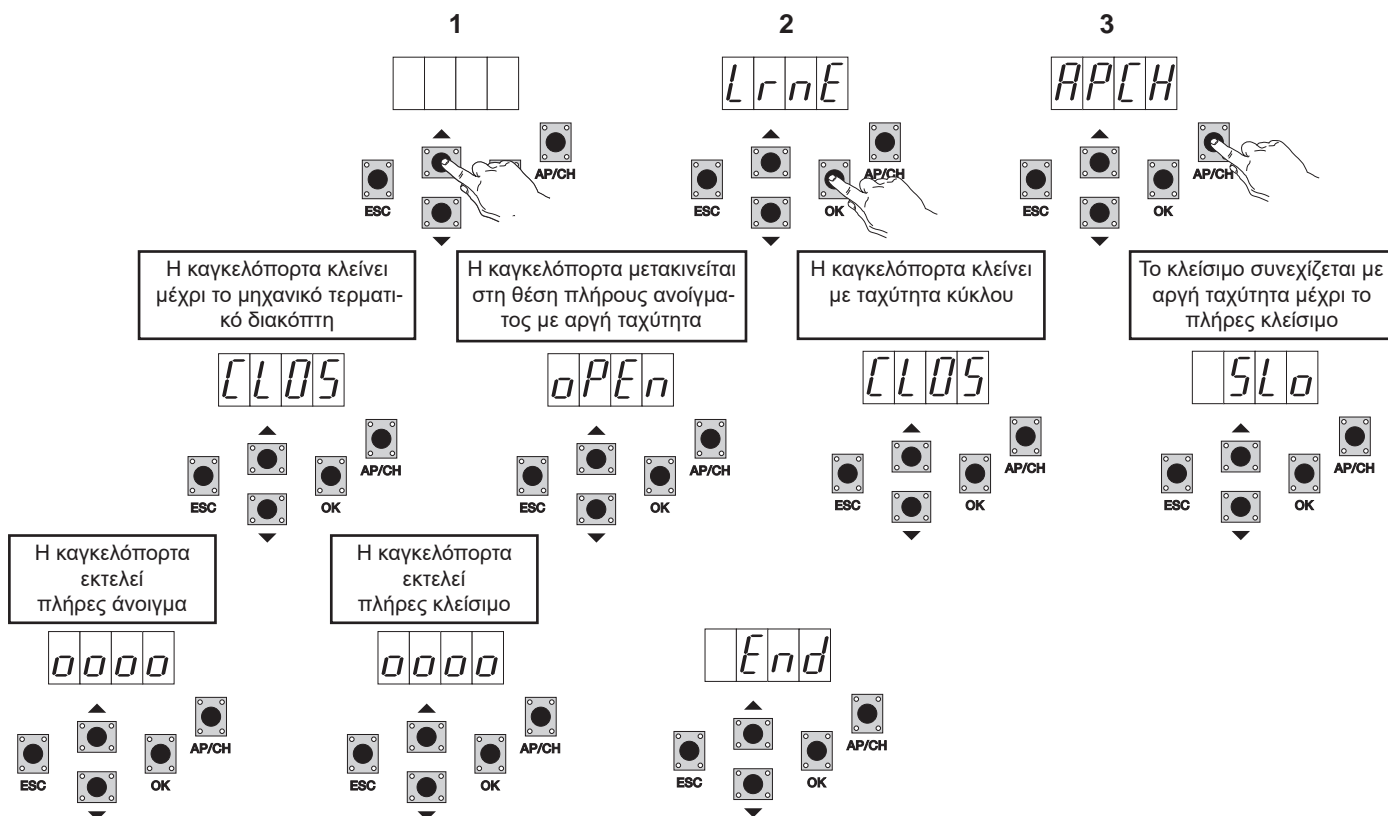 1 2 3
LrnE APCH
AP/CH AP/CH AP/CH
ESC ESC OK ESC OK
Η καγκελόπορτα κλείνει
μέχρι το μηχανικό τερματι-
κό διακόπτη
Η καγκελόπορτα μετακινείται
στη θέση πλήρους ανοίγμα-
τος με αργή ταχύτητα
Η καγκελόπορτα κλείνει
με ταχύτητα κύκλου
Το κλείσιμο συνεχίζεται με
αργή ταχύτητα μέχρι το
πλήρες κλείσιμο
CLOS oPEn CLOS SLo
AP/CH AP/CH AP/CH AP/CH
ESC OK ESC OK ESC OK ESC OK
Η καγκελόπορτα
εκτελεί
πλήρες άνοιγμα
Η καγκελόπορτα
εκτελεί
πλήρες κλείσιμο
oooo oooo End
AP/CH AP/CH AP/CH
ESC OK ESC OK ESC OK